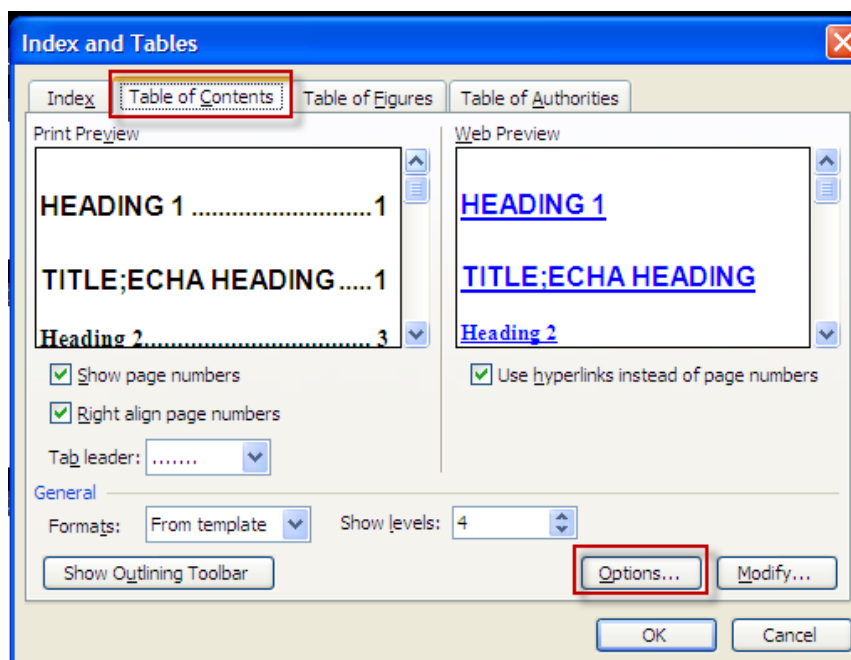 Index and Tables
Index Table of Contents Table of Figures Table of Authorities
Print Preview
HEADING 1 ...........................1
TITLE;ECHA HEADING.....1
Heading 2.................................... 3
Show page numbers
Right align page numbers
Tab leader: .......
Web Preview
HEADING 1
TITLE;ECHA HEADING
Heading 2
Use hyperlinks instead of page numbers
General
Formats: From template Show levels: 4
Show Outlining Toolbar Options... Modify...
OK Cancel